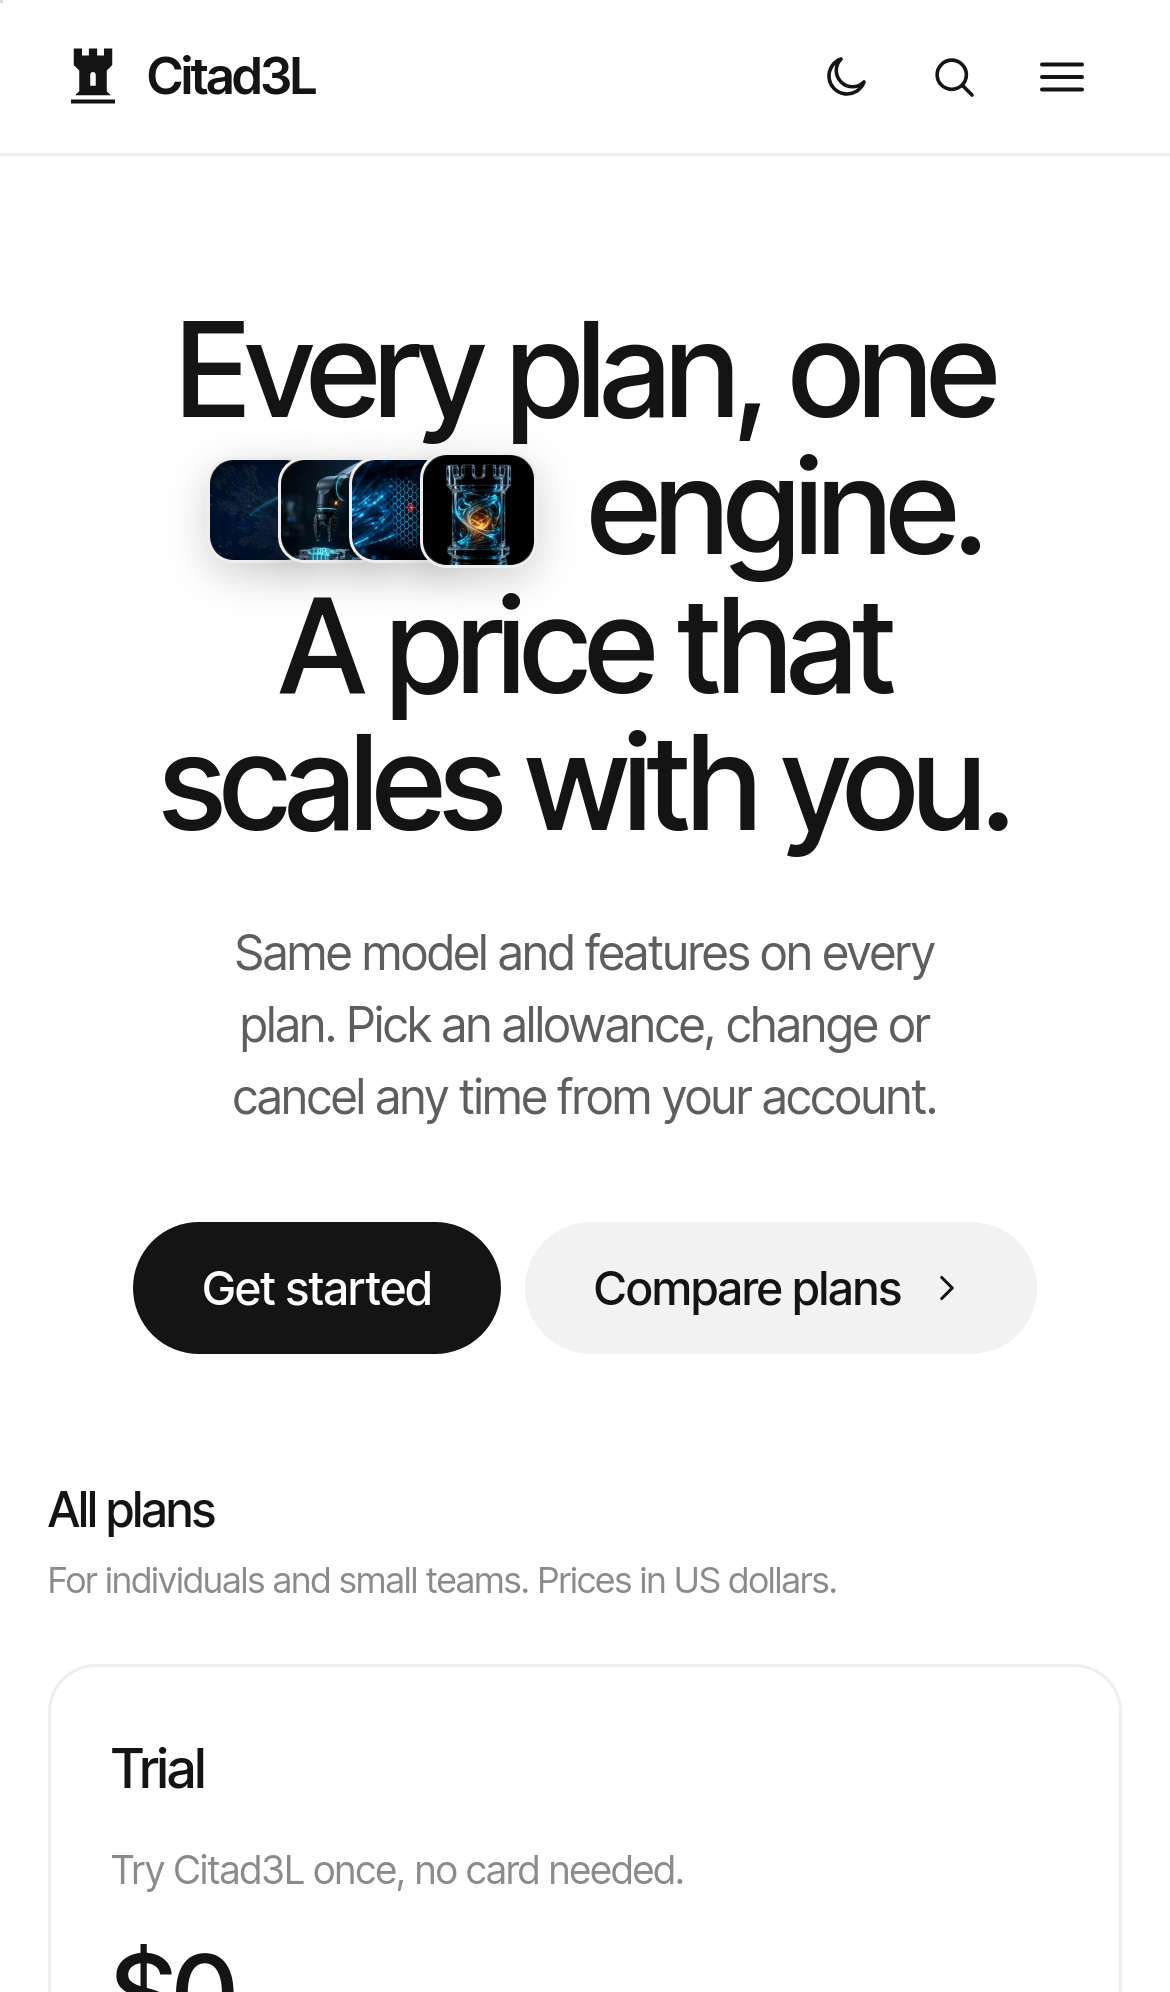 Citad3L
Every plan, one
engine.
A price that
scales with you.
Same model and features on every
plan. Pick an allowance, change or
cancel any time from your account.
Get started
Compare plans
All plans
For individuals and small teams. Prices in US dollars.
Trial
Try Citad3L once, no card needed.
$0